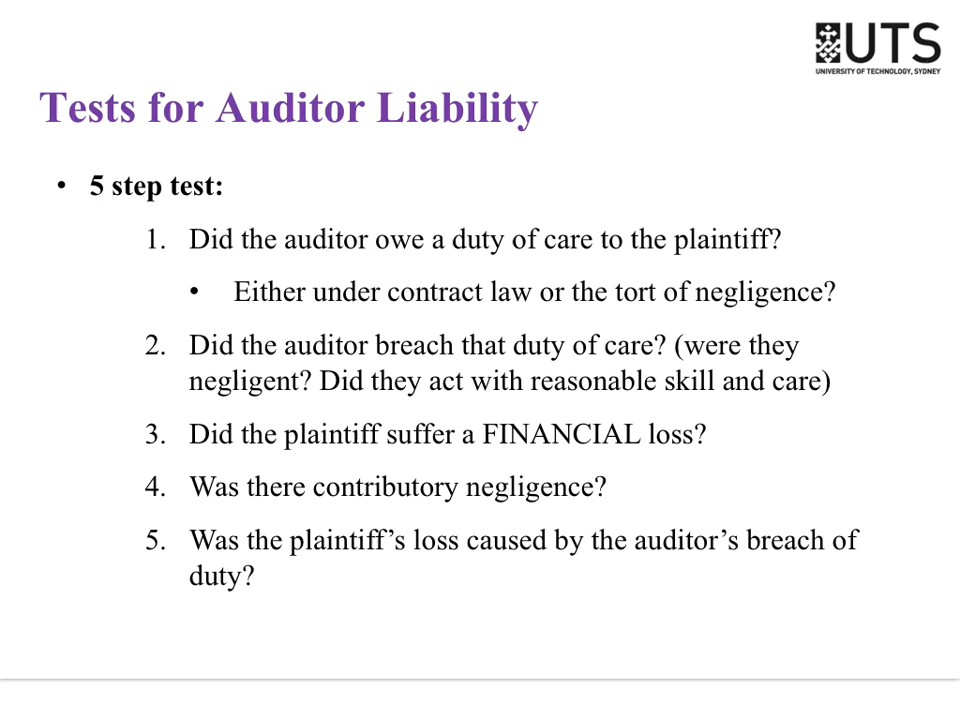 UTS
UNIVERSITY OF TECHNOLOGY, SYDNEY
Tests for Auditor Liability
• 5 step test:
1. Did the auditor owe a duty of care to the plaintiff?
• Either under contract law or the tort of negligence?
2. Did the auditor breach that duty of care? (were they
negligent? Did they act with reasonable skill and care)
3. Did the plaintiff suffer a FINANCIAL loss?
4. Was there contributory negligence?
5. Was the plaintiff’s loss caused by the auditor’s breach of
duty?